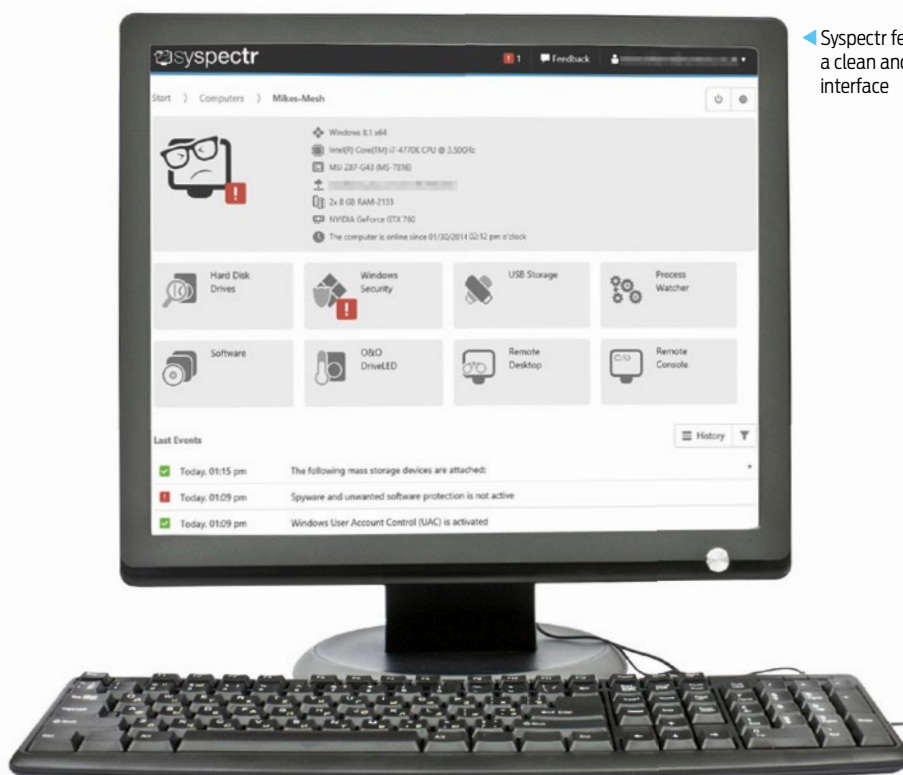 syspectr
1 Feedback
Start Computers Mikes-Mesh
Windows 8.1 x64
Intel(R) Core(TM) i7-4770K CPU @ 3.50GHz
MSI Z87-G43 (MS-7816)
2x 8 GB RAM-2133
NVIDIA GeForce GTX 760
The computer is online since 01/30/2014 02:12 pm o'clock
Hard Disk
Drives
Windows
Security
USB Storage
Process
Watcher
Software
O&O
DriveLED
Remote
Desktop
C:\\>
Remote
Console
Last Events
History
Today, 01:15 pm The following mass storage devices are attached:
Today, 01:09 pm Spyware and unwanted software protection is not active
Today, 01:09 pm Windows User Account Control (UAC) is activated
Syspectr fe
a clean and
interface